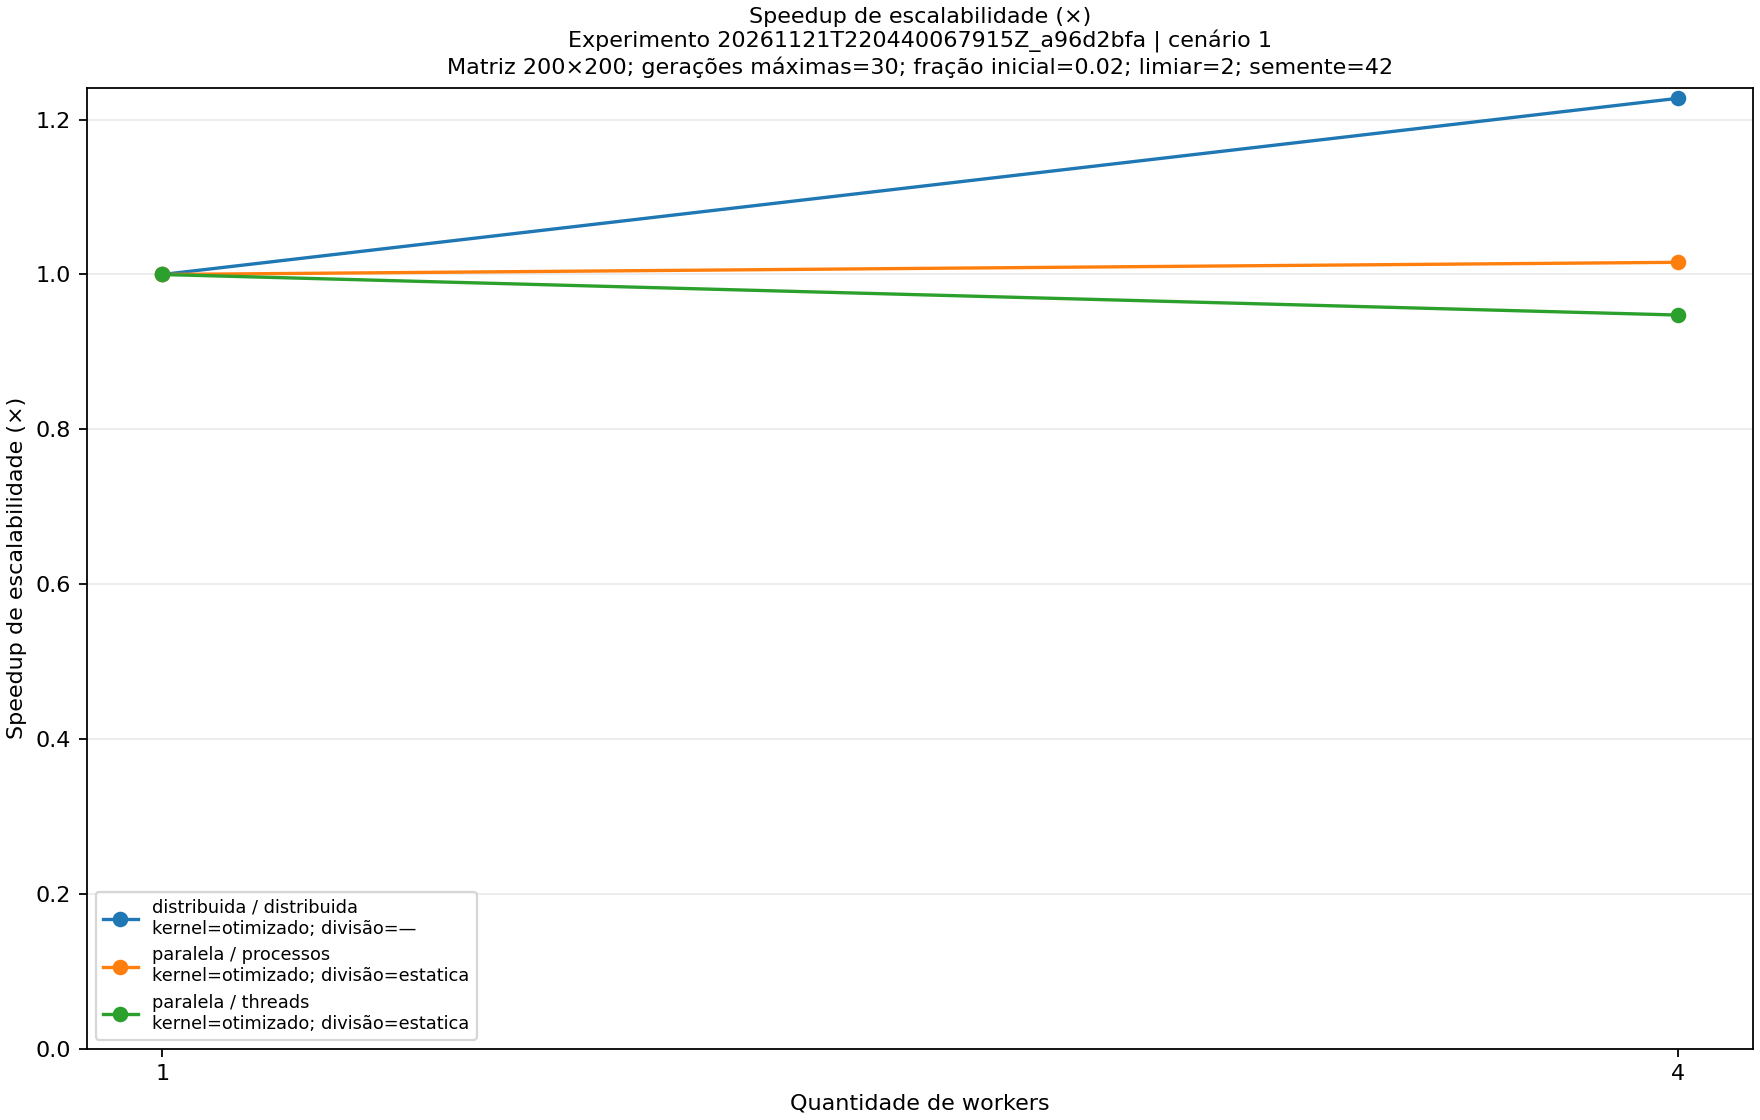 Speedup de escalabilidade (×)
Experimento 20261121T220440067915Z_a96d2bfa | cenário 1
Matriz 200×200; gerações máximas=30; fração inicial=0.02; limiar=2; semente=42
Speedup de escalabilidade (×)
1.2
1.0
0.8
0.6
0.4
0.2
0.0
distribuida / distribuida
kernel=otimizado; divisão=—
paralela / processos
kernel=otimizado; divisão=estatica
paralela / threads
kernel=otimizado; divisão=estatica
1
4
Quantidade de workers